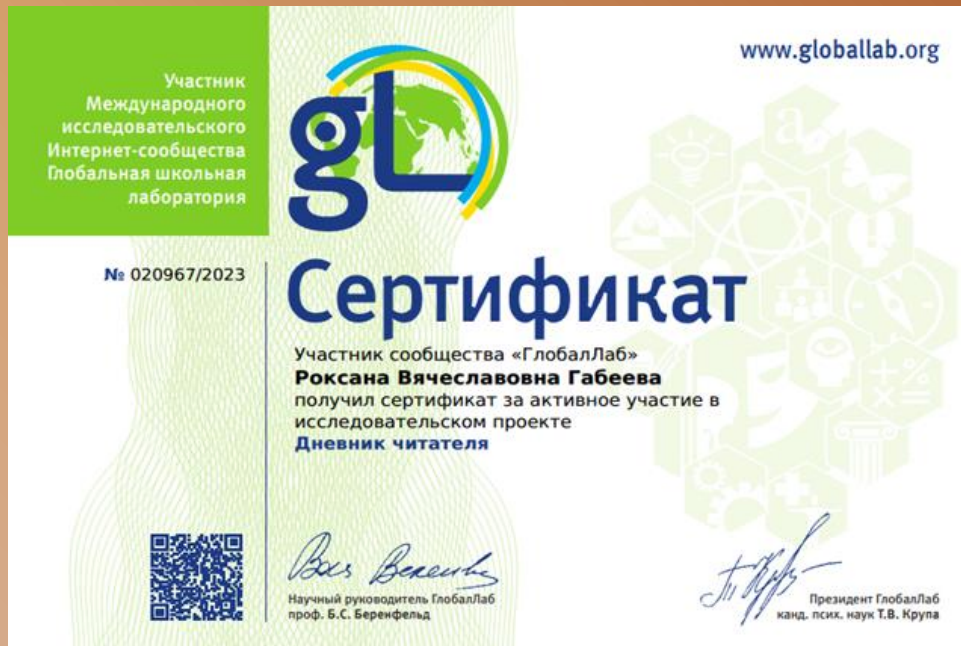 Участник
Международного
исследовательского
Интернет-сообщества
Глобальная школьная
лаборатория
gL
www.globallab.org
№ 020967/2023
Сертификат
Участник сообщества «ГлобалЛаб»
Роксана Вячеславовна Габеева
получил сертификат за активное участие в
исследовательском проекте
Дневник читателя
Научный руководитель ГлобалЛаб
проф. Б.С. Беренфельд
Президент ГлобалЛаб
канд. псих. наук Т.В. Крупа